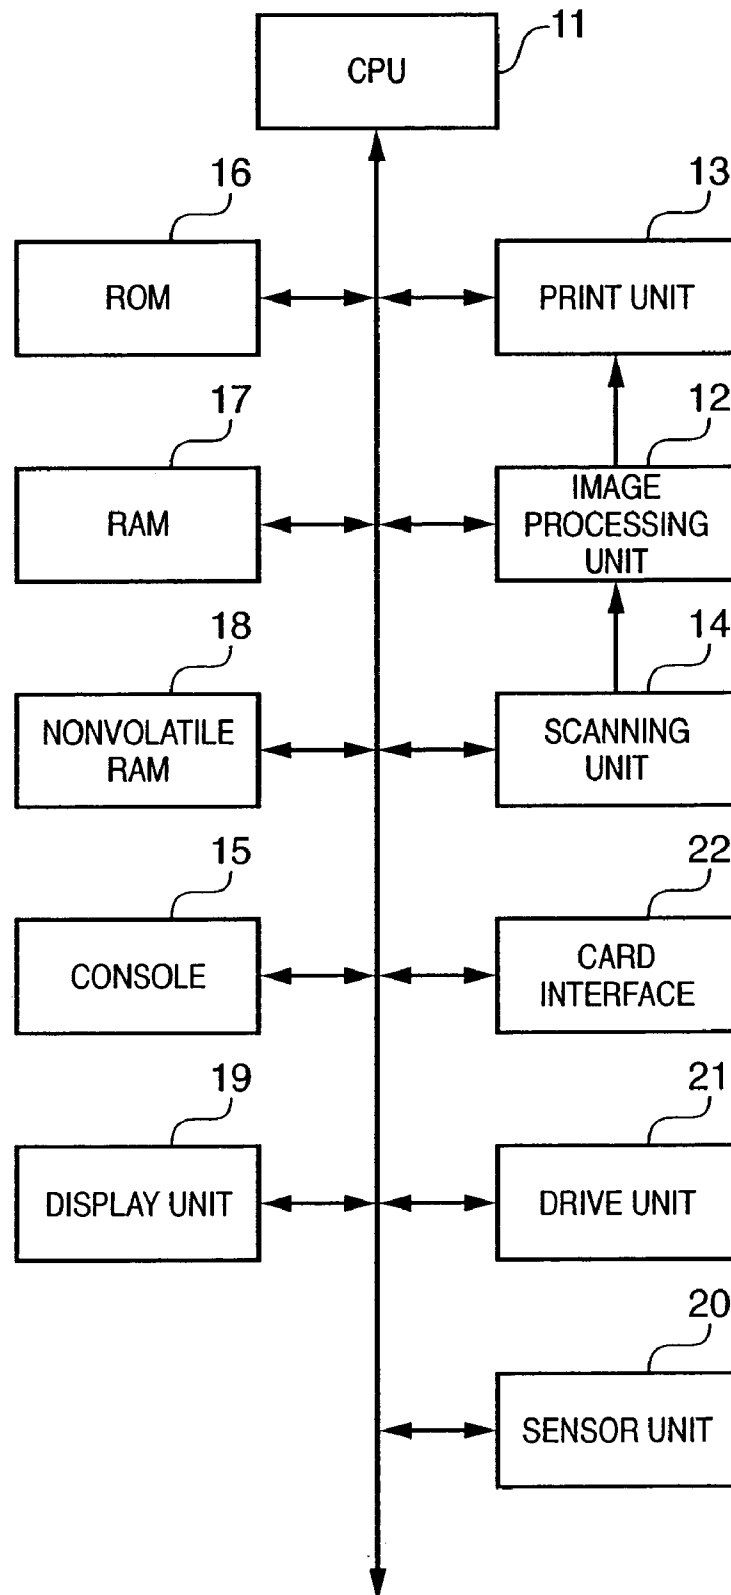 11
CPU
16
13
ROM
PRINT UNIT
17
12
RAM
IMAGE
PROCESSING
UNIT
18
14
NONVOLATILE
RAM
SCANNING
UNIT
15
22
CONSOLE
CARD
INTERFACE
19
21
DISPLAY UNIT
DRIVE UNIT
20
SENSOR UNIT